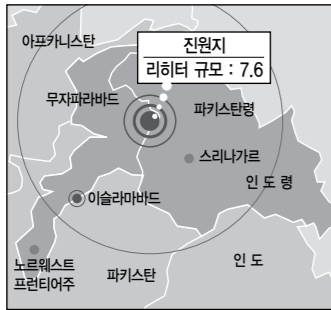 아프카니스탄
진원지
리히터 규모 : 7.6
무자파라바드
파키스탄령
스리나가르
인 도 령
이슬라마바드
노르웨스트
프런티어주
파키스탄
인 도